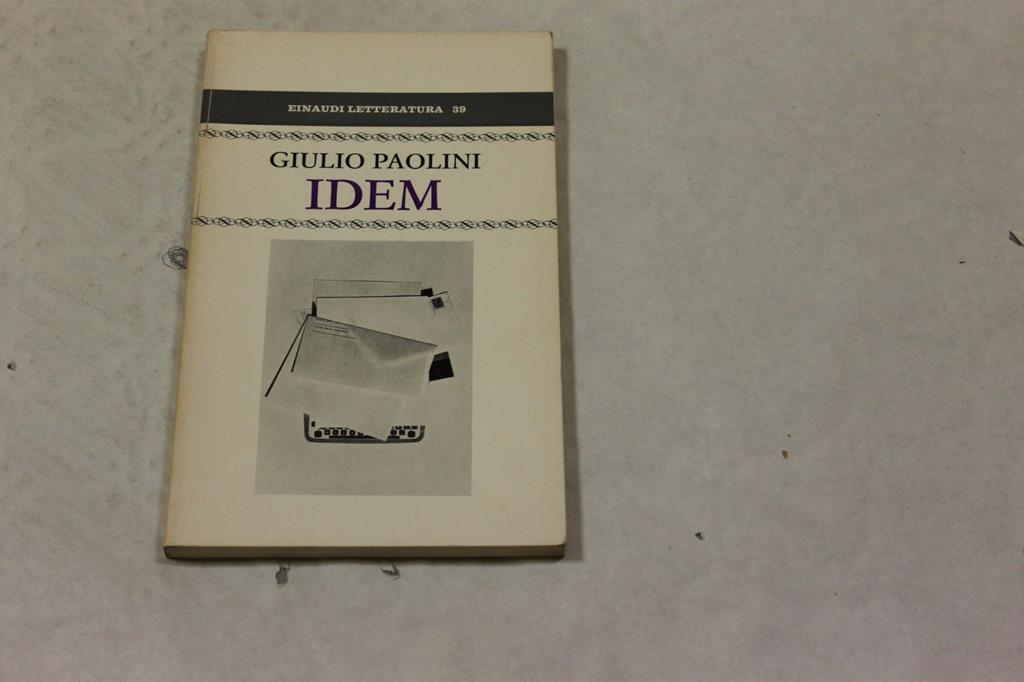 EINAUDI LETTERATURA 39
GIULIO PAOLINI
IDEM